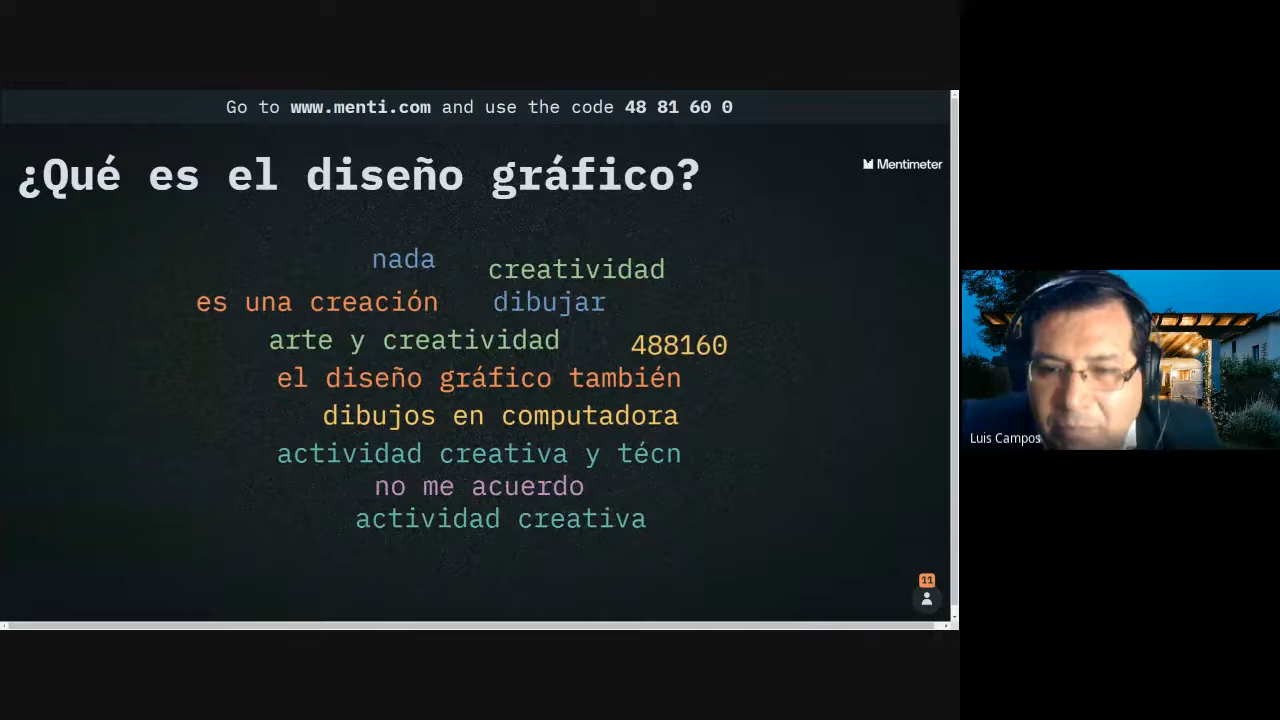 Go to www.menti.com and use the code 48 81 60 0
¿Qué es el diseño gráfico?
Mentimeter
nada
creatividad
es una creación
dibujar
arte y creatividad
488160
el diseño gráfico también
dibujos en computadora
actividad creativa y técn
no me acuerdo
actividad creativa
11
Luis Campos